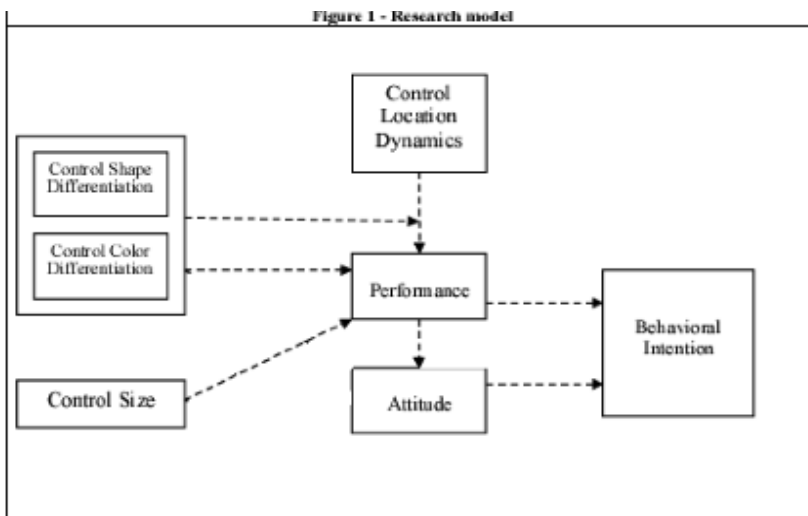 Figure 1 - Research model
Control
Location
Dynamics
Control Shape
Differentiation
Control Color
Differentiation
Performance
Behavioral
Intention
Control Size
Attitude